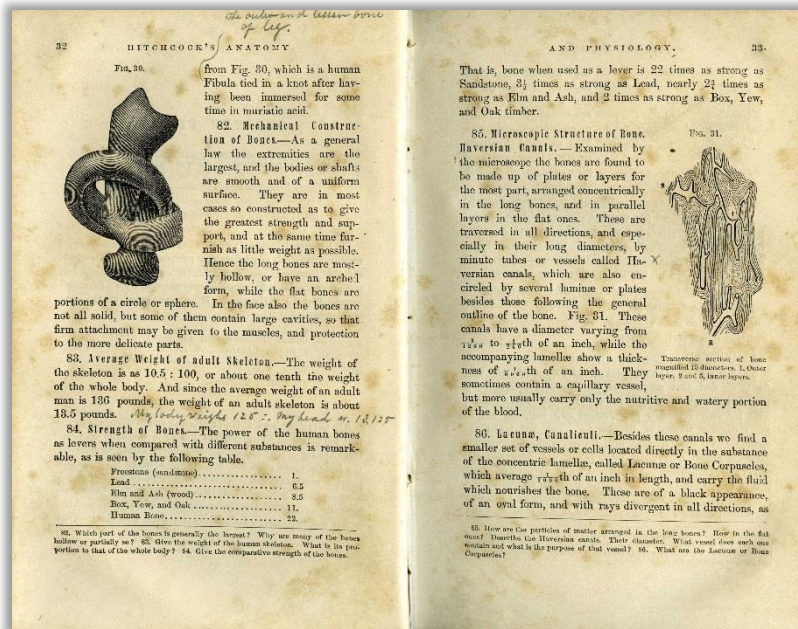 The outer and lesser bone
of leg.
32 HITCHCOCK'S ANATOMY
FIG. 30.
from Fig. 30, which is a human
Fibula tied in a knot after hav-
ing been immersed for some
time in muriatic acid.
82. Mechanical Construc-
tion of Bones.—As a general
law the extremities are the
largest, and the bodies or shafts
are smooth and of a uniform
surface. They are in most
cases so constructed as to give
the greatest strength and sup-
port, and at the same time fur-
nish as little weight as possible.
Hence the long bones are most-
ly hollow, or have an arched
form, while the flat bones are
portions of a circle or sphere. In the face also the bones are
not all solid, but some of them contain large cavities, so that
firm attachment may be given to the muscles, and protection
to the more delicate parts.
83. Average Weight of adult Skeleton.—The weight of
the skeleton is as 10.5 : 100, or about one tenth the weight
of the whole body. And since the average weight of an adult
man is 136 pounds, the weight of an adult skeleton is about
13.5 pounds. My body weighs 125 ∴ my head w. 13,125
84. Strength of Bones.—The power of the human bones
as levers when compared with different substances is remark-
able, as is seen by the following table.
Freestone (sandstone).................... 1.
Lead.................... 6.5
Elm and Ash (wood).................... 8.5
Box, Yew, and Oak.................... 11.
Human Bone.................... 22.
82. Which part of the bones is generally the largest? Why are many of the bones
hollow or partially so? 83. Give the weight of the human skeleton. What is its pro-
portion to that of the whole body? 84. Give the comparative strength of the bones.
AND PHYSIOLOGY. 33
That is, bone when used as a lever is 22 times as strong as
Sandstone, 3½ times as strong as Lead, nearly 2¾ times as
strong as Elm and Ash, and 2 times as strong as Box, Yew,
and Oak timber.
85. Microscopic Structure of Bone.
Haversian Canals.—Examined by
the microscope the bones are found to
be made up of plates or layers for
the most part, arranged concentrically
in the long bones, and in parallel
layers in the flat ones. These are
traversed in all directions, and espe-
cially in their long diameters, by
minute tubes or vessels called Ha-
versian canals, which are also en-
circled by several luminæ or plates
besides those following the general
outline of the bone. Fig. 31. These
canals have a diameter varying from
to th of an inch, while the
accompanying lamellæ show a thick-
ness of th of an inch. They
sometimes contain a capillary vessel,
but more usually carry only the nutritive and watery portion
of the blood.
FIG. 31.
2
Transverse section of bone
magnified 15 diameters. 1, Outer
layer. 2 and 3, inner layers.
86. Lacunæ, Canaliculi.—Besides these canals we find a
smaller set of vessels or cells located directly in the substance
of the concentric lamellæ, called Lacunæ or Bone Corpuscles,
which average th of an inch in length, and carry the fluid
which nourishes the bone. These are of a black appearance,
of an oval form, and with rays divergent in all directions, as
85. How are the particles of matter arranged in the long bones? How in the flat
ones? Describe the Haversian canals. Their diameter. What vessel does each one
contain and what is the purpose of that vessel? 86. What are the Lacunæ or Bone
Corpuscles?